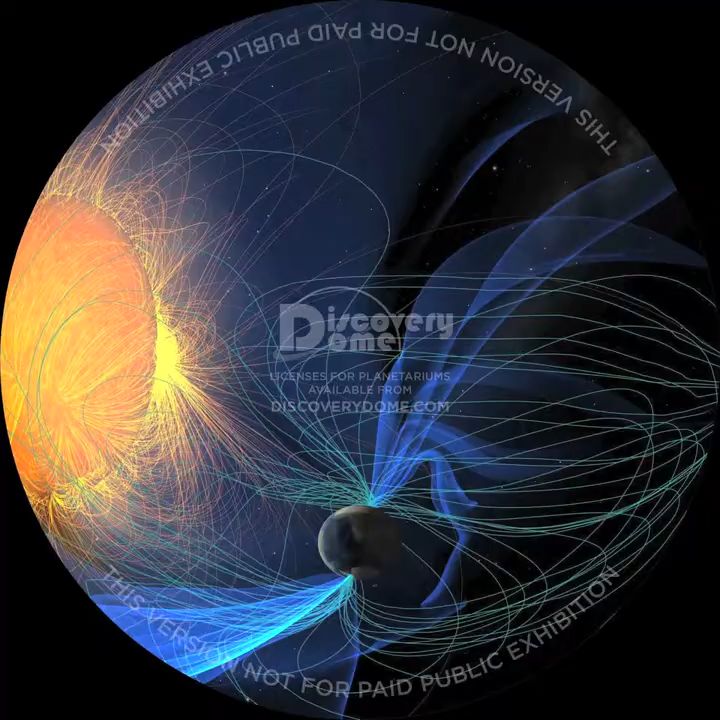 THIS VERSION NOT FOR PAID PUBLIC EXHIBITION
Discovery
Dome
LICENSES FOR PLANETARIUMS
AVAILABLE FROM
DISCOVERYDOME.COM
THIS VERSION NOT FOR PAID PUBLIC EXHIBITION